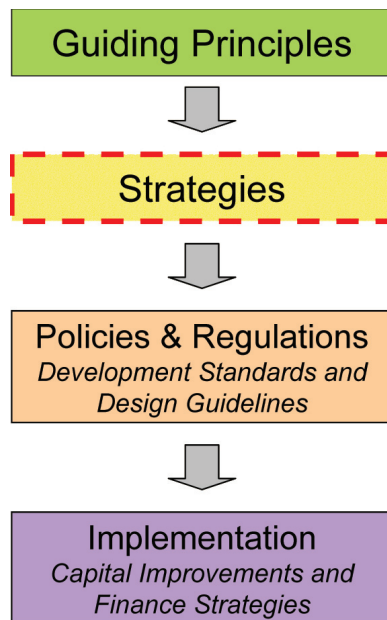 Guiding Principles
Strategies
Policies & Regulations
Development Standards and
Design Guidelines
Implementation
Capital Improvements and
Finance Strategies